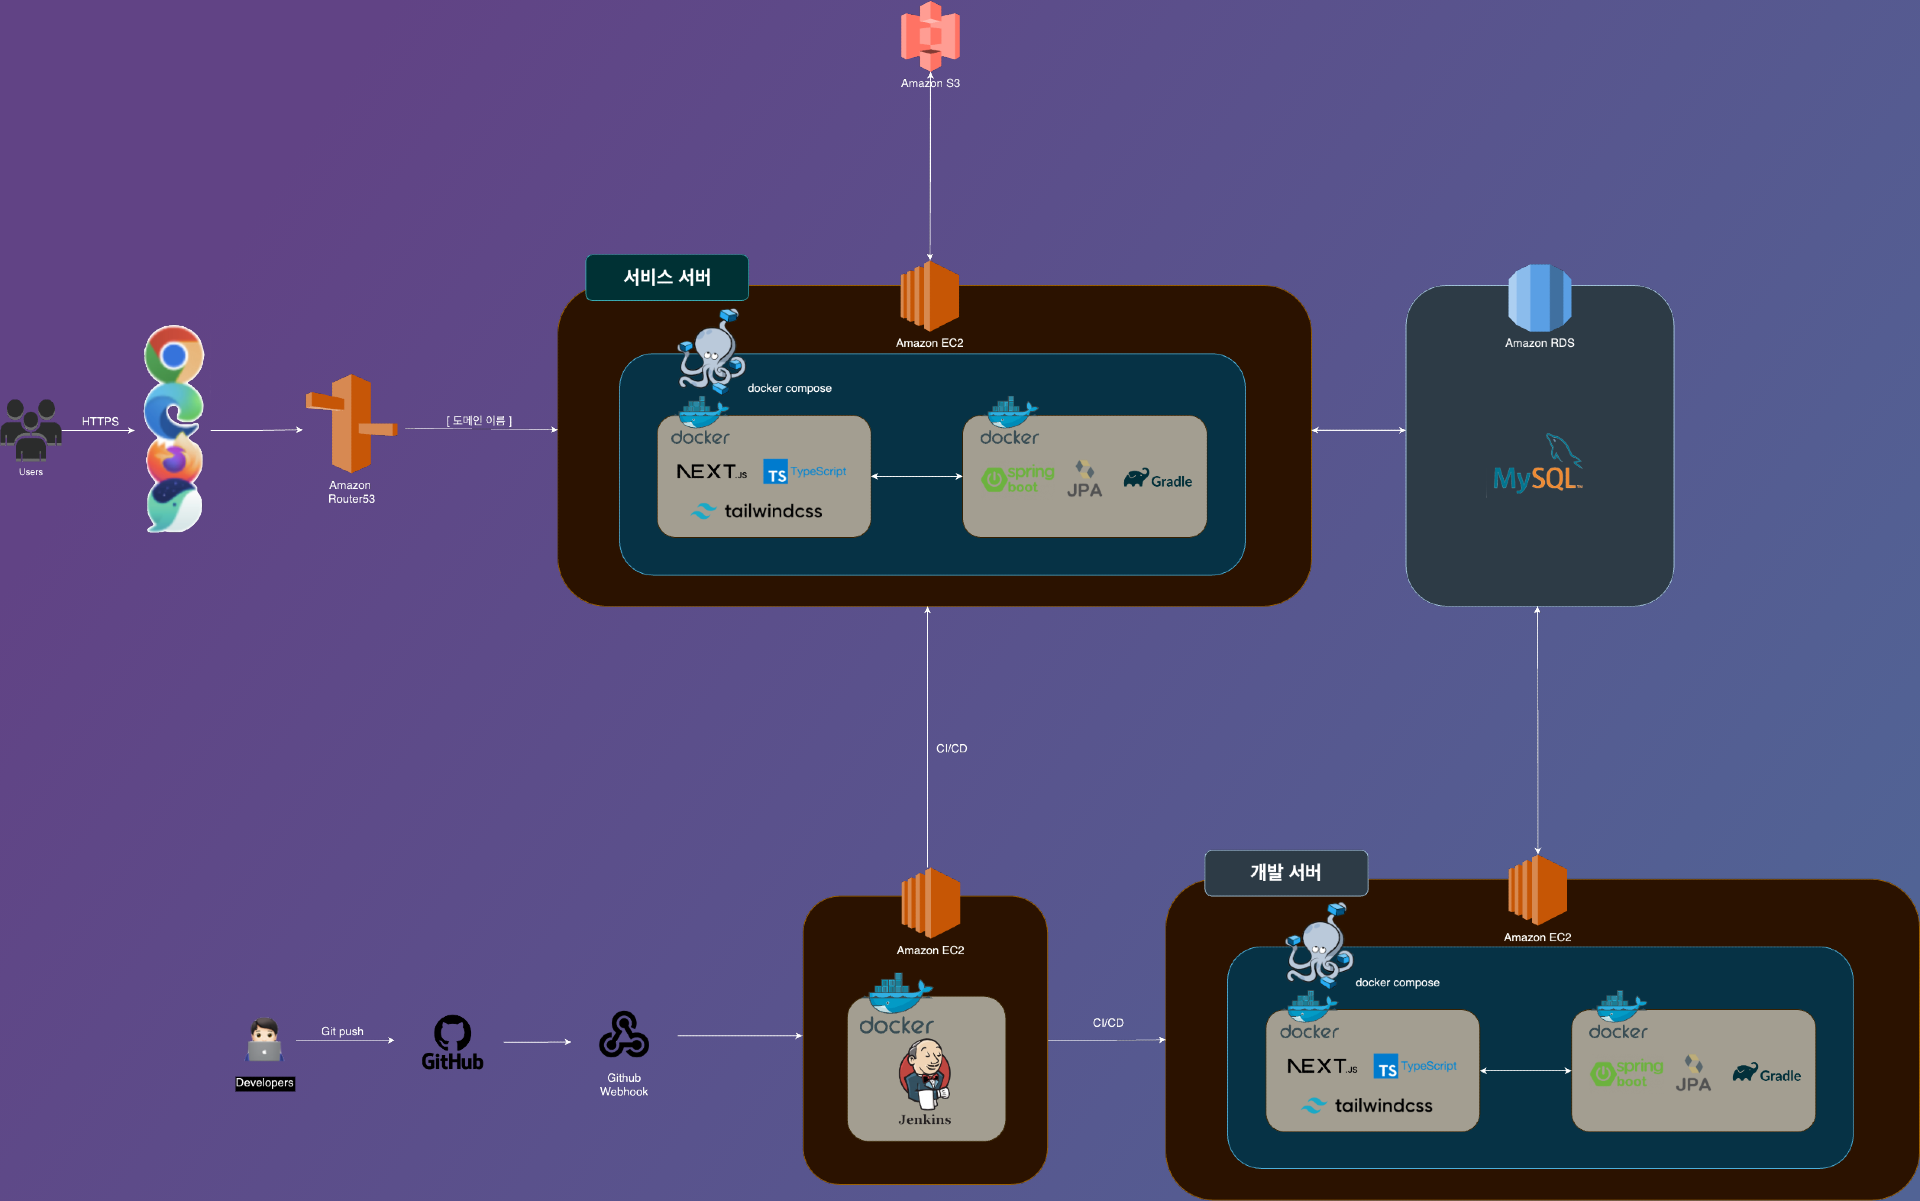 Amazon S3
서비스 서버
Amazon EC2
docker compose
docker
NEXT.JS
TS TypeScript
tailwindcss
docker
spring boot
JPA
Gradle
Amazon RDS
MySQL™
Users
HTTPS
Amazon
Router53
[ 도메인 이름 ]
CI/CD
Developers
Git push
GitHub
Github
Webhook
Amazon EC2
docker
Jenkins
CI/CD
개발 서버
Amazon EC2
docker compose
docker
NEXT.JS
TS TypeScript
tailwindcss
docker
spring boot
JPA
Gradle